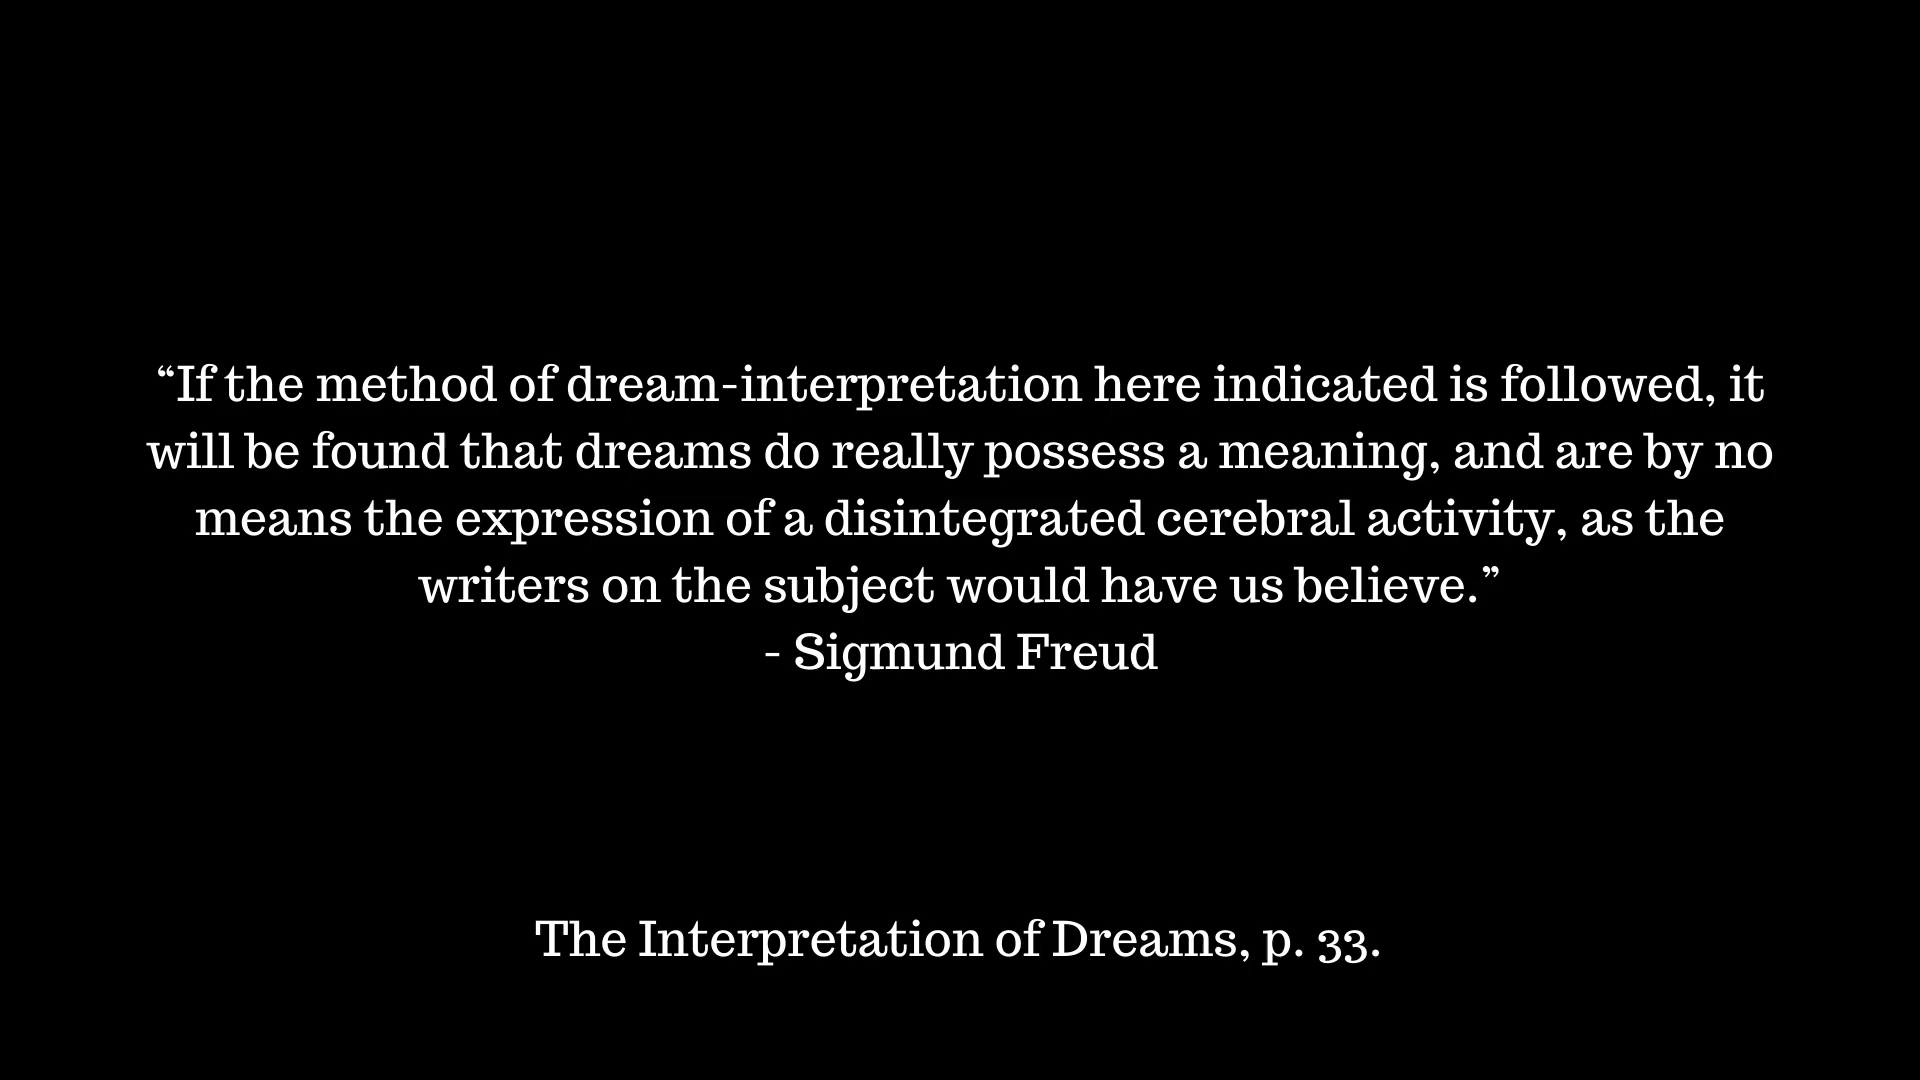 “If the method of dream-interpretation here indicated is followed, it
will be found that dreams do really possess a meaning, and are by no
means the expression of a disintegrated cerebral activity, as the
writers on the subject would have us believe.”
- Sigmund Freud
The Interpretation of Dreams, p. 33.